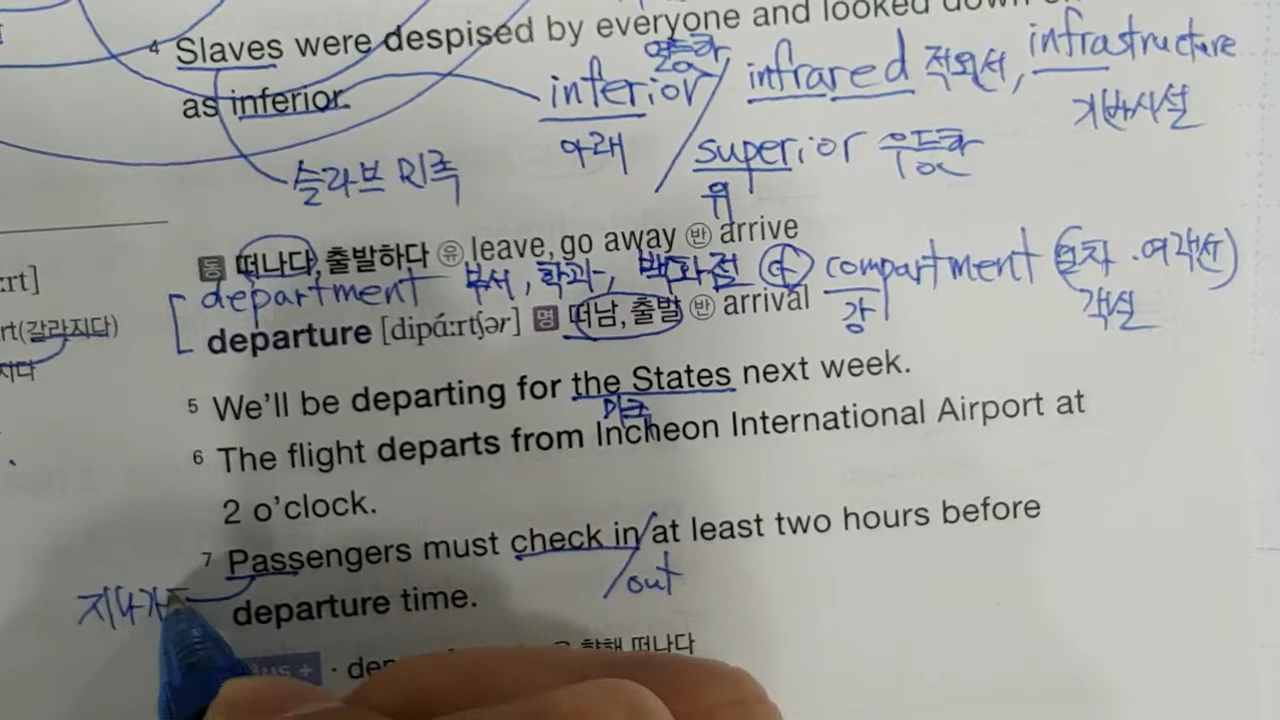 4 Slaves were despised by everyone and looked down
열등한
infrared 적외선, infrastructure
기반시설
as inferior.
inferior
아래
superior 우등한
위
슬라브 민족
동 떠나다, 출발하다 유 leave, go away 반 arrive
department 부서, 학과, 백화점 compartment (열차·여객선)
객실
칸
ːrt]
rt(갈라지다)
지다
departure [dipáːrtʃər] 명 떠남, 출발 반 arrival
5 We'll be departing for the States next week.
미국
6 The flight departs from Incheon International Airport at
2 o'clock.
7 Passengers must check in/at least two hours before
/out
지나가
departure time.
향해 떠나다